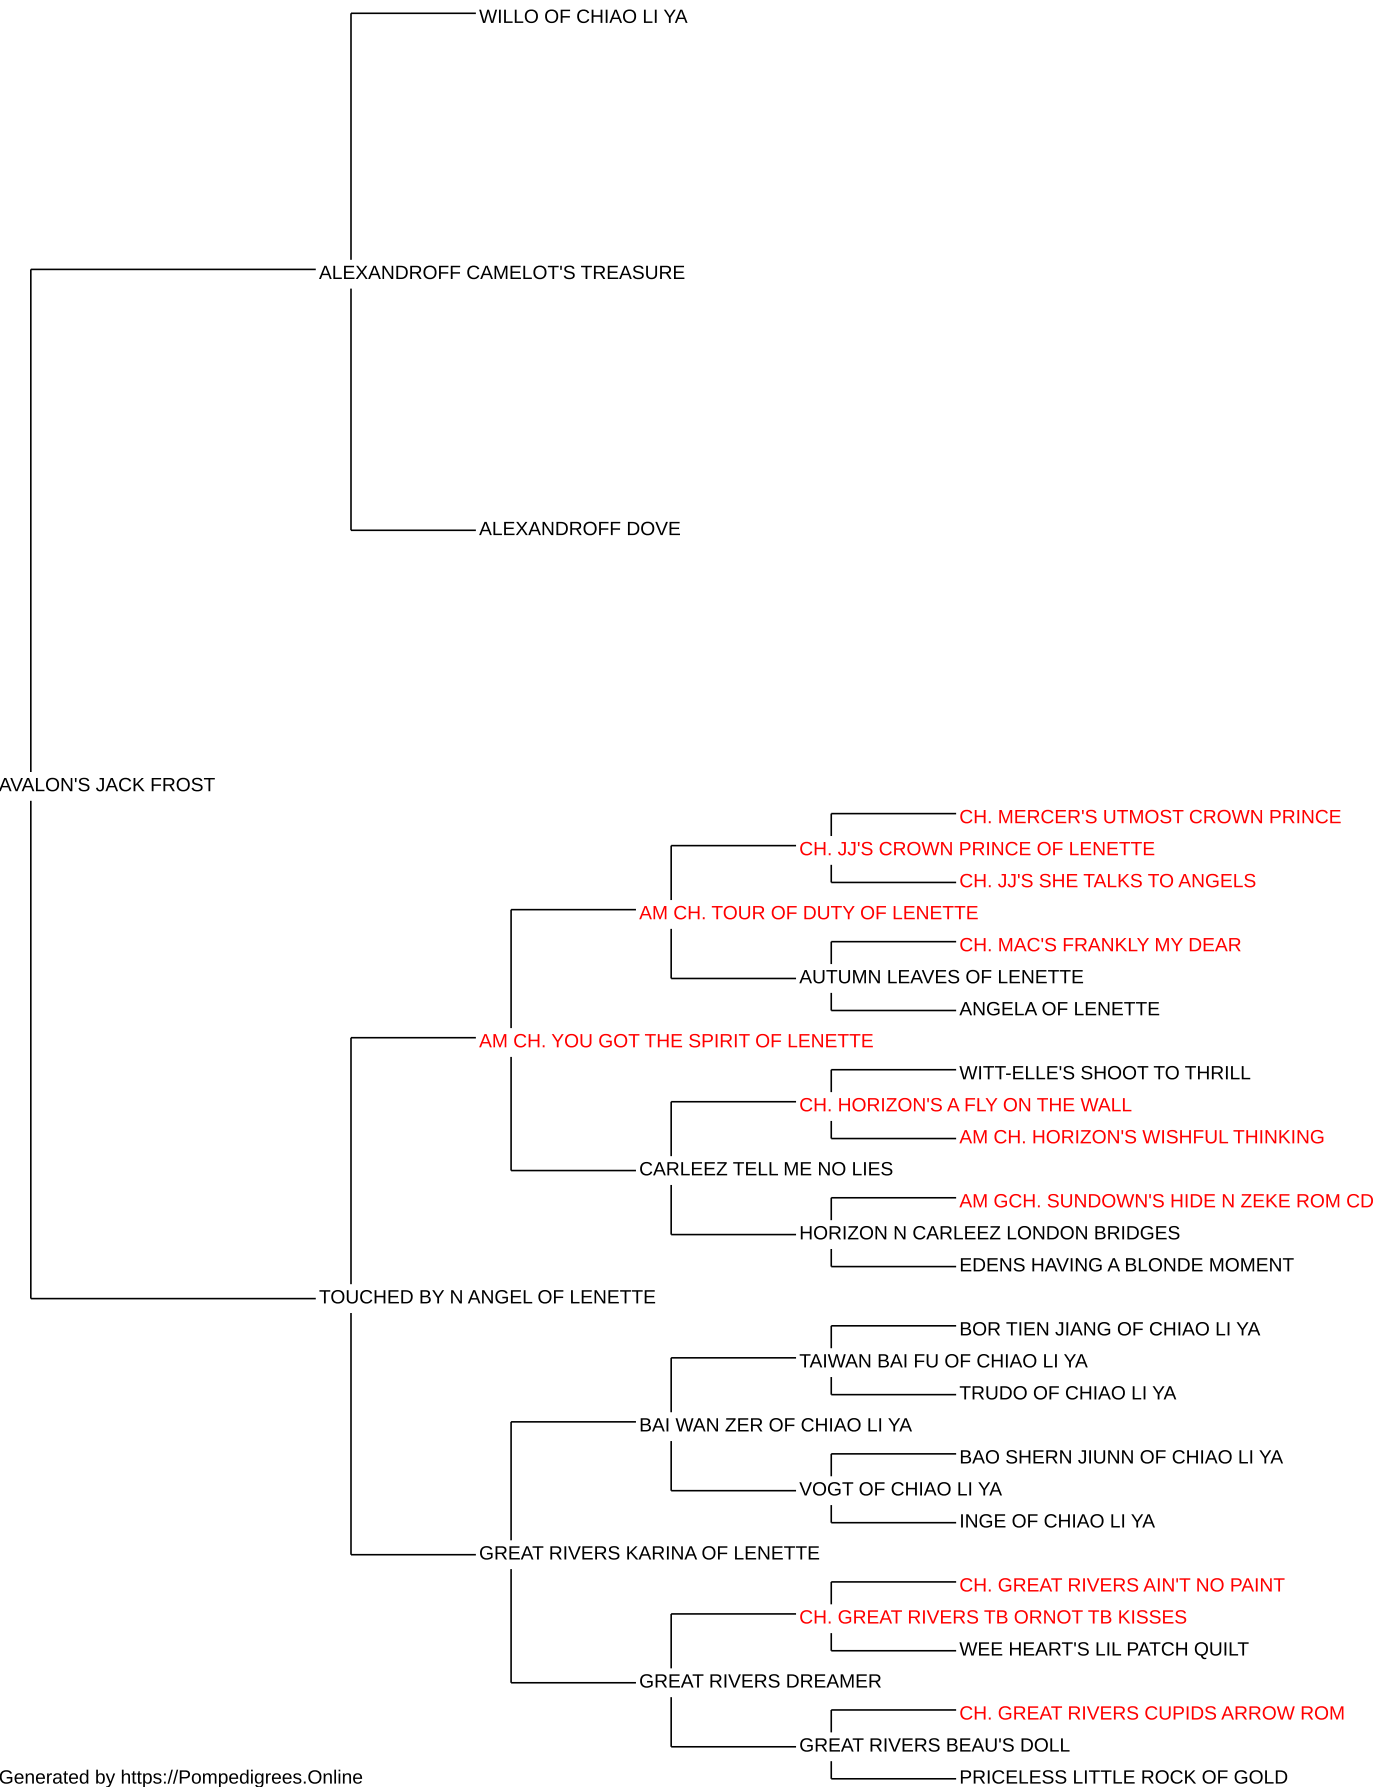 WILLO OF CHIAO LI YA
ALEXANDROFF CAMELOT'S TREASURE
ALEXANDROFF DOVE
AVALON'S JACK FROST
CH. MERCER'S UTMOST CROWN PRINCE
CH. JJ'S CROWN PRINCE OF LENETTE
CH. JJ'S SHE TALKS TO ANGELS
AM CH. TOUR OF DUTY OF LENETTE
CH. MAC'S FRANKLY MY DEAR
AUTUMN LEAVES OF LENETTE
ANGELA OF LENETTE
AM CH. YOU GOT THE SPIRIT OF LENETTE
WITT-ELLE'S SHOOT TO THRILL
CH. HORIZON'S A FLY ON THE WALL
AM CH. HORIZON'S WISHFUL THINKING
CARLEEZ TELL ME NO LIES
AM GCH. SUNDOWN'S HIDE N ZEKE ROM CD
HORIZON N CARLEEZ LONDON BRIDGES
EDENS HAVING A BLONDE MOMENT
TOUCHED BY N ANGEL OF LENETTE
BOR TIEN JIANG OF CHIAO LI YA
TAIWAN BAI FU OF CHIAO LI YA
TRUDO OF CHIAO LI YA
BAI WAN ZER OF CHIAO LI YA
BAO SHERN JIUNN OF CHIAO LI YA
VOGT OF CHIAO LI YA
INGE OF CHIAO LI YA
GREAT RIVERS KARINA OF LENETTE
CH. GREAT RIVERS AIN'T NO PAINT
CH. GREAT RIVERS TB ORNOT TB KISSES
WEE HEART'S LIL PATCH QUILT
GREAT RIVERS DREAMER
CH. GREAT RIVERS CUPIDS ARROW ROM
GREAT RIVERS BEAU'S DOLL
PRICELESS LITTLE ROCK OF GOLD
Generated by https://Pompedigrees.Online